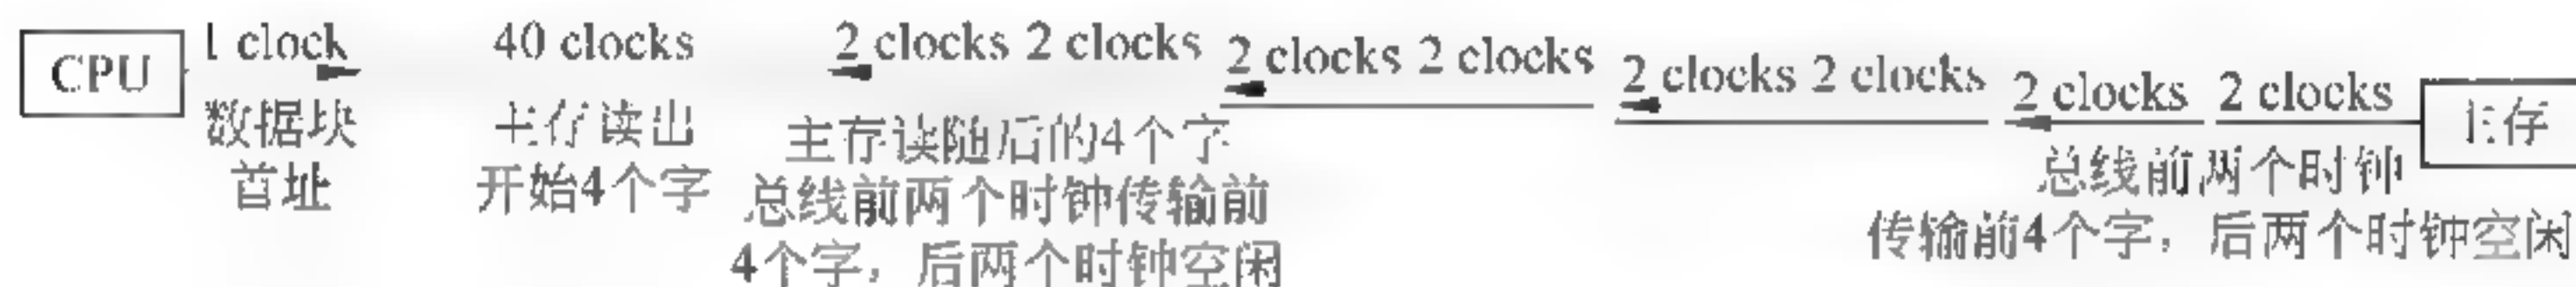 CPU
1 clock
数据块
首址
40 clocks
主存读出
开始4个字
2 clocks 2 clocks
主存读随后的4个字
总线前两个时钟传输前
4个字，后两个时钟空闲
2 clocks 2 clocks
2 clocks 2 clocks
2 clocks 2 clocks
总线前两个时钟
传输前4个字，后两个时钟空闲
主存